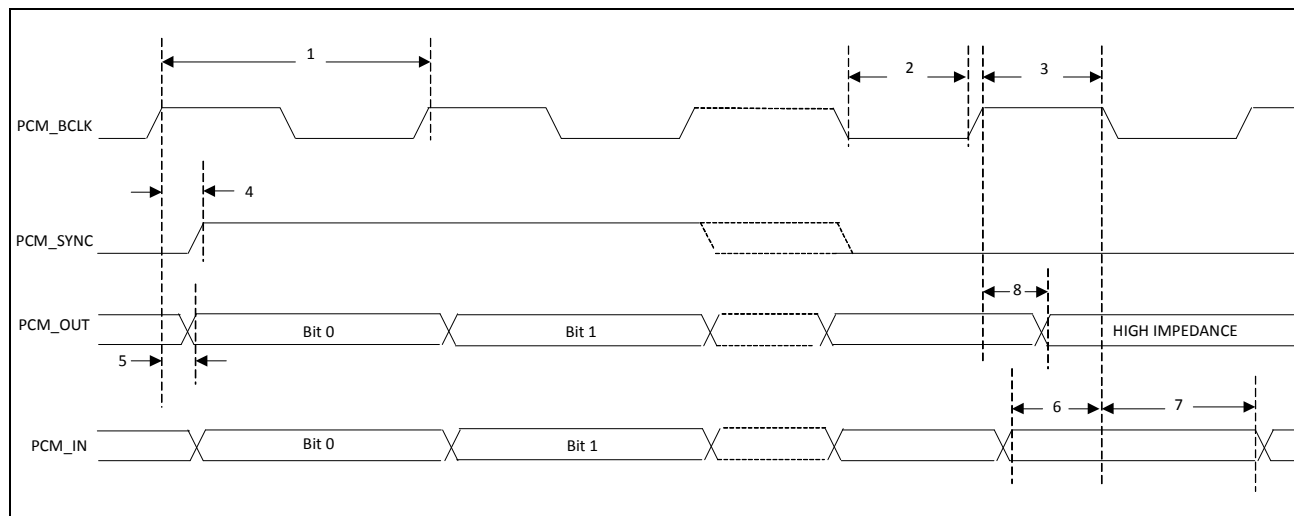 1
2
3
PCM_BCLK
4
PCM_SYNC
8
PCM_OUT
Bit 0
Bit 1
HIGH IMPEDANCE
5
6
7
PCM_IN
Bit 0
Bit 1